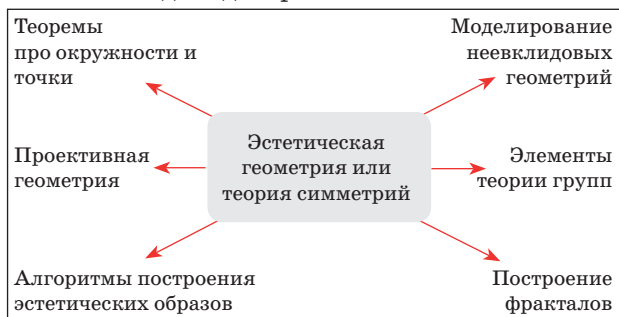 Теоремы
про окружности и
точки
Моделирование
неевклидовых
геометрий
Эстетическая
геометрия или
теория симметрий
Проективная
геометрия
Элементы
теории групп
Алгоритмы построения
эстетических образов
Построение
фракталов